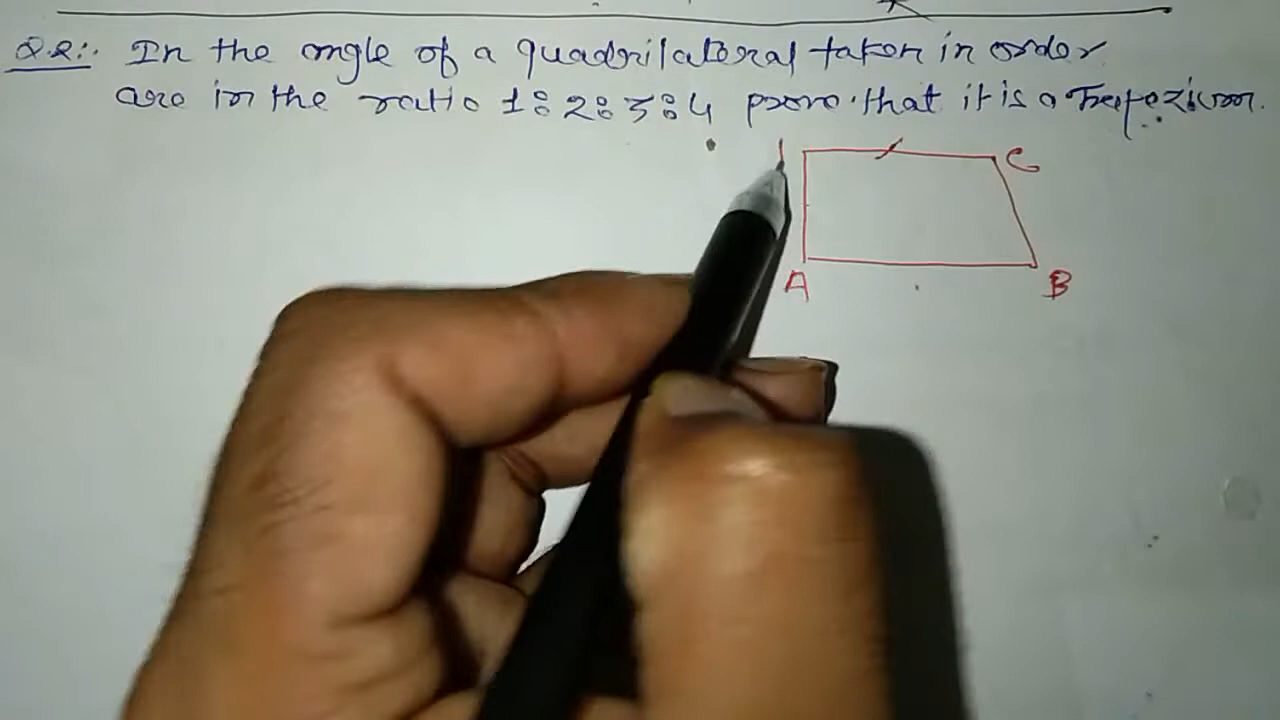 Q.2:. In the angle of a quadrilateral taken in order
are in the ratio 1:2:3:4 prove that it is a Trapezium.
C
A
B